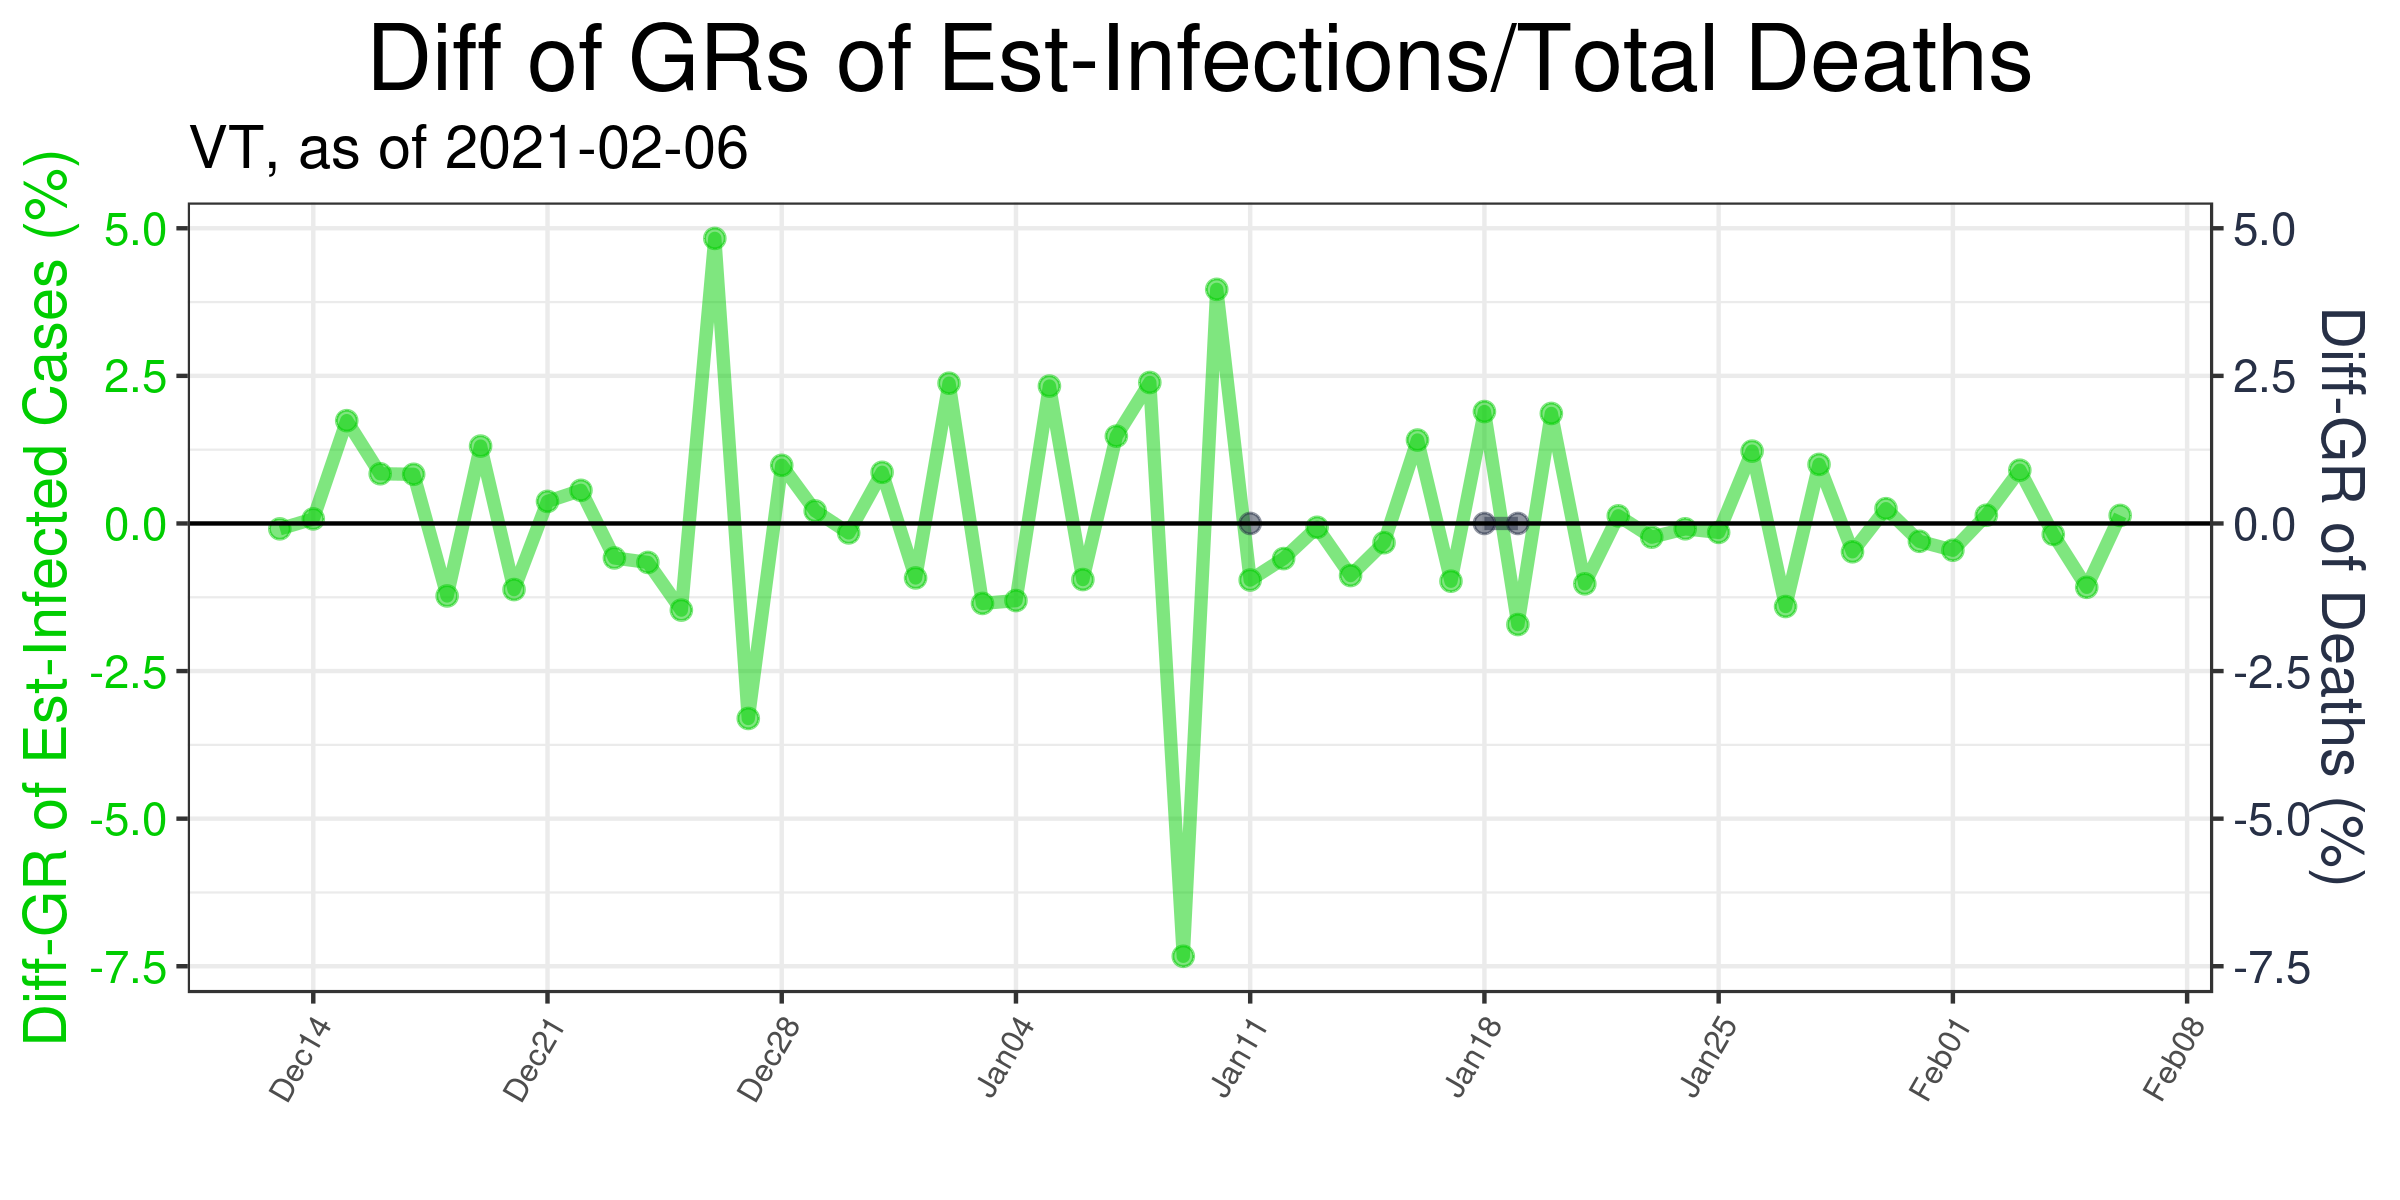 Diff of GRs of Est-Infections/Total Deaths
VT, as of 2021-02-06
Diff-GR of Est-Infected Cases (%)
5.0
2.5
0.0
-2.5
-5.0
-7.5
5.0
2.5
0.0
-2.5
-5.0
-7.5
Diff-GR of Deaths (%)
Dec14
Dec21
Dec28
Jan04
Jan11
Jan18
Jan25
Feb01
Feb08